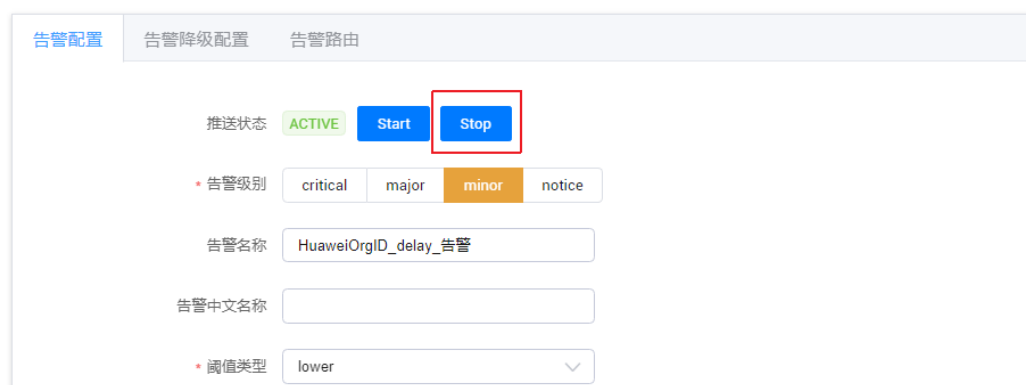 告警配置 告警降级配置 告警路由
推送状态 ACTIVE Start Stop
* 告警级别 critical major minor notice
告警名称 HuaweiOrgID_delay_告警
告警中文名称
* 阈值类型 lower